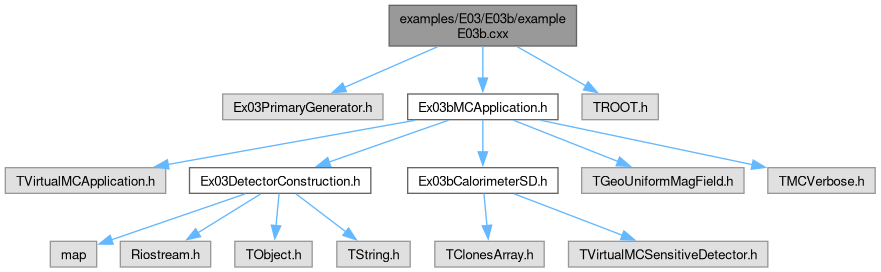 examples/E03/E03b/example
E03b.cxx
Ex03PrimaryGenerator.h
Ex03bMCApplication.h
TROOT.h
TVirtualMCApplication.h
Ex03DetectorConstruction.h
Ex03bCalorimeterSD.h
TGeoUniformMagField.h
TMCVerbose.h
map
Riostream.h
TObject.h
TString.h
TClonesArray.h
TVirtualMCSensitiveDetector.h